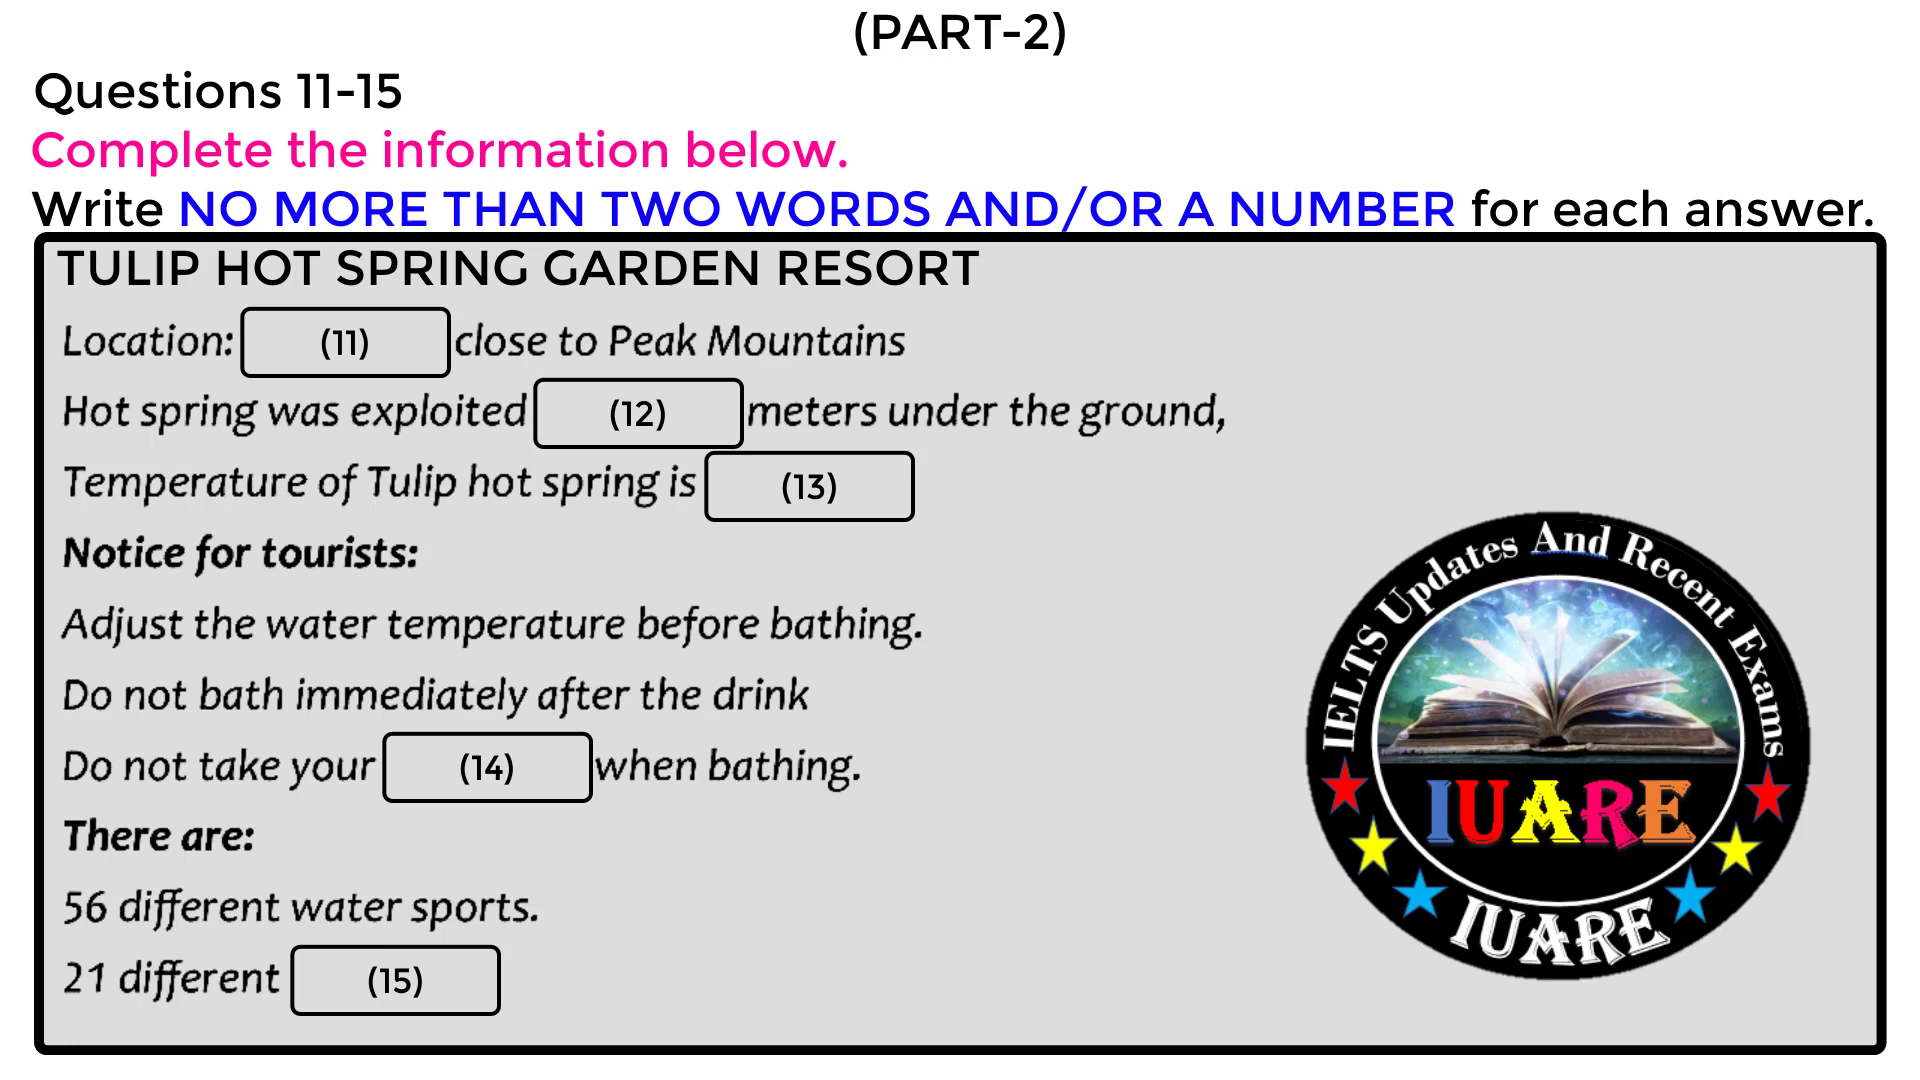 (PART-2)
Questions 11-15
Complete the information below.
Write NO MORE THAN TWO WORDS AND/OR A NUMBER for each answer.
TULIP HOT SPRING GARDEN RESORT
Location: (11) close to Peak Mountains
Hot spring was exploited (12) meters under the ground,
Temperature of Tulip hot spring is (13)
Notice for tourists:
Adjust the water temperature before bathing.
Do not bath immediately after the drink
Do not take your (14) when bathing.
There are:
56 different water sports.
21 different (15)
IELTS Updates And Recent Exams
IUARE
IUARE